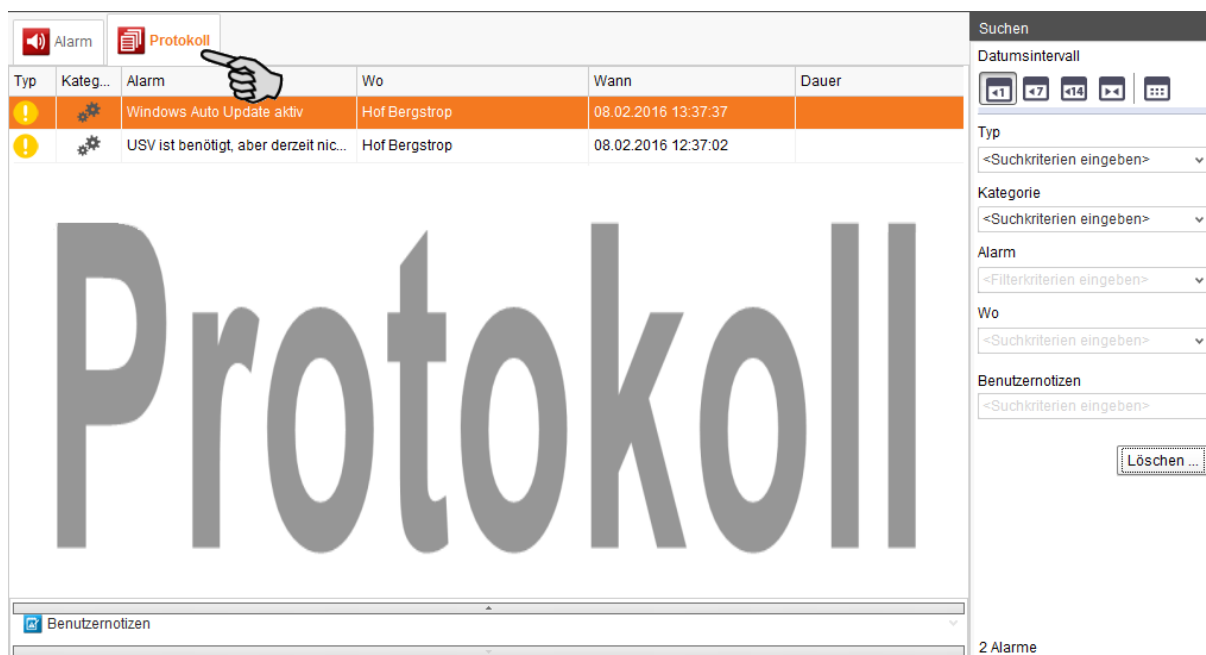 Alarm Protokoll
Typ Kateg... Alarm Wo Wann Dauer
Windows Auto Update aktiv Hof Bergstrop 08.02.2016 13:37:37
USV ist benötigt, aber derzeit nic... Hof Bergstrop 08.02.2016 12:37:02
Protokoll
Benutzernotizen
Suchen
Datumsintervall
1 7 14
Typ
<Suchkriterien eingeben>
Kategorie
<Suchkriterien eingeben>
Alarm
<Filterkriterien eingeben>
Wo
<Suchkriterien eingeben>
Benutzernotizen
<Suchkriterien eingeben>
Löschen ...
2 Alarme